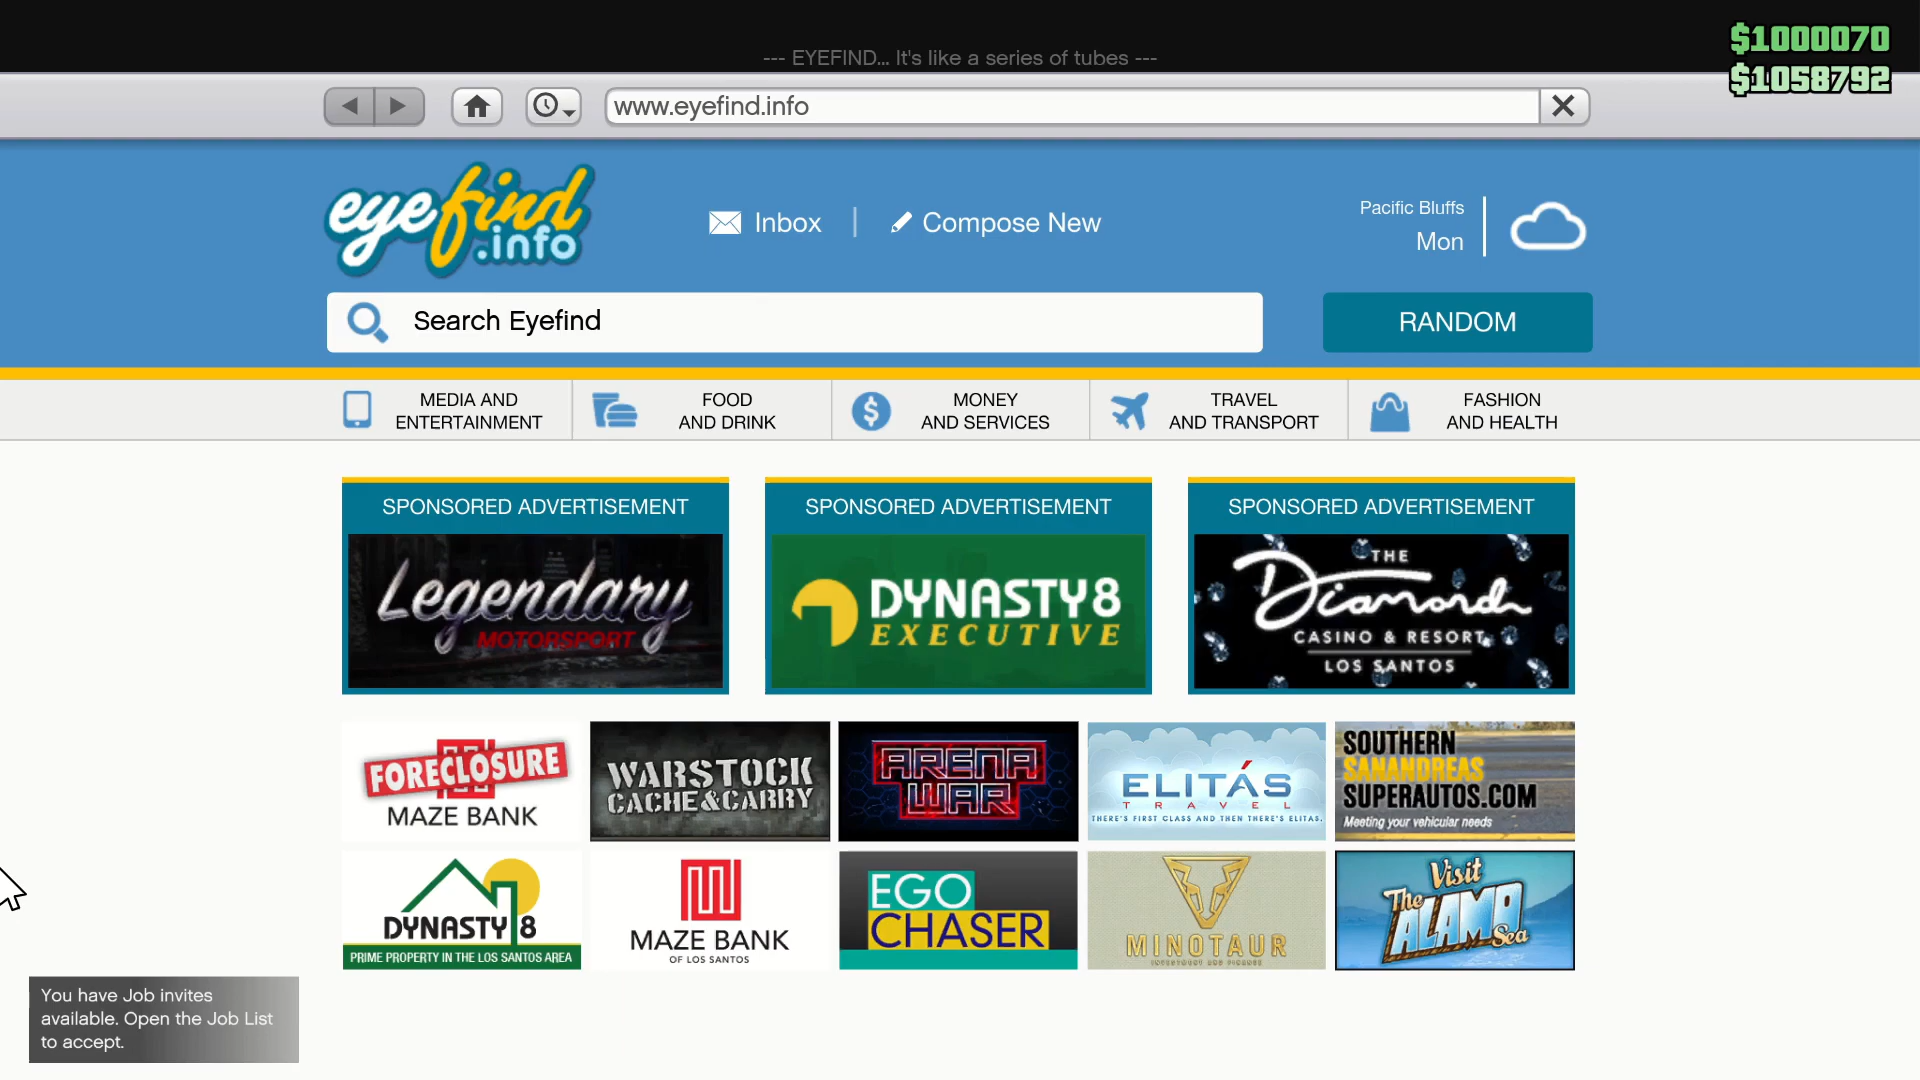 --- EYEFIND... It's like a series of tubes ---
$1000070
$1058792
www.eyefind.info
eyefind
.info
Inbox
Compose New
Pacific Bluffs
Mon
Search Eyefind
RANDOM
MEDIA AND
ENTERTAINMENT
FOOD
AND DRINK
MONEY
AND SERVICES
TRAVEL
AND TRANSPORT
FASHION
AND HEALTH
SPONSORED ADVERTISEMENT
Legendary
MOTORSPORT
SPONSORED ADVERTISEMENT
DYNASTY8
EXECUTIVE
SPONSORED ADVERTISEMENT
THE
Diamond
CASINO & RESORT
LOS SANTOS
FORECLOSURE
MAZE BANK
WARSTOCK
CACHE&CARRY
ARENA
WAR
ELITÁS
TRAVEL
THERE'S FIRST CLASS AND THEN THERE'S ELITAS.
SOUTHERN
SANANDREAS
SUPERAUTOS.COM
Meeting your vehicular needs
DYNASTY 8
PRIME PROPERTY IN THE LOS SANTOS AREA
MAZE BANK
OF LOS SANTOS
EGO
CHASER
MINOTAUR
INVESTMENT AND FINANCE
Visit
The
ALAMO
Sea
You have Job invites
available. Open the Job List
to accept.